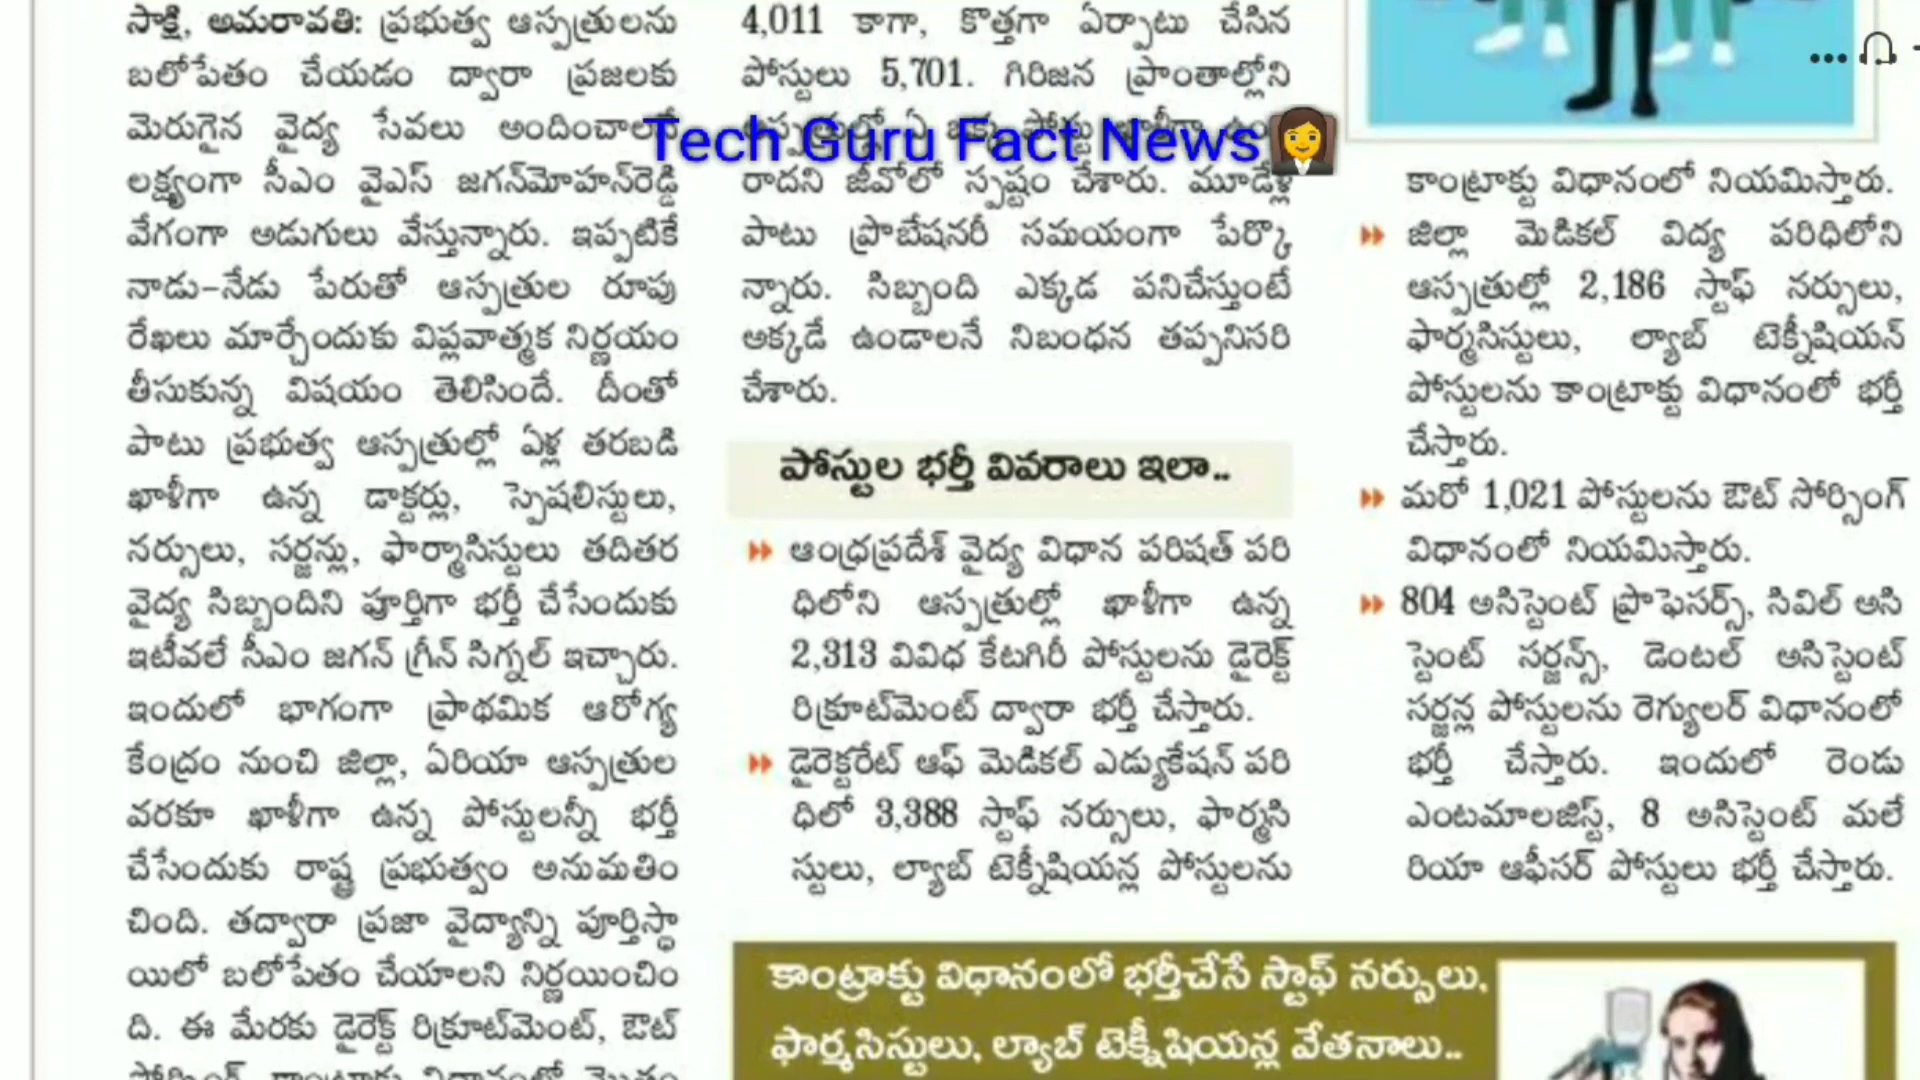 సాక్షి, అమరావతి: ప్రభుత్వ ఆస్పత్రులను
బలోపేతం చేయడం ద్వారా ప్రజలకు
మెరుగైన వైద్య సేవలు
లక్ష్యంగా సీఎం వైఎస్ జగన్‌మోహన్‌రెడ్డి
వేగంగా అడుగులు వేస్తున్నారు. ఇప్పటికే
నాడు–నేడు పేరుతో ఆస్పత్రుల రూపు
రేఖలు మార్చేందుకు విప్లవాత్మక నిర్ణయం
తీసుకున్న విషయం తెలిసిందే. దీంతో
పాటు ప్రభుత్వ ఆస్పత్రుల్లో ఏళ్ల తరబడి
ఖాళీగా ఉన్న డాక్టర్లు, స్పెషలిస్టులు,
నర్సులు, సర్జన్లు, ఫార్మాసిస్టులు తదితర
వైద్య సిబ్బందిని పూర్తిగా భర్తీ చేసేందుకు
ఇటీవలే సీఎం జగన్ గ్రీన్ సిగ్నల్ ఇచ్చారు.
ఇందులో భాగంగా ప్రాథమిక ఆరోగ్య
కేంద్రం నుంచి జిల్లా, ఏరియా ఆస్పత్రుల
వరకూ ఖాళీగా ఉన్న పోస్టులన్నీ భర్తీ
చేసేందుకు రాష్ట్ర ప్రభుత్వం అనుమతిం
చింది. తద్వారా ప్రజా వైద్యాన్ని పూర్తిస్థా
యిలో బలోపేతం చేయాలని నిర్ణయించిం
ది. ఈ మేరకు డైరెక్ట్ రిక్రూట్‌మెంట్, ఔట్
4,011 కాగా, కొత్తగా ఏర్పాటు చేసిన
పోస్టులు 5,701. గిరిజన ప్రాంతాల్లోని
Tech Guru Fact News👩‍💼
రాదని జీవోలో స్పష్టం చేశారు. మూడేళ్ల
పాటు ప్రొబేషనరీ సమయంగా పేర్కొ
న్నారు. సిబ్బంది ఎక్కడ పనిచేస్తుంటే
అక్కడే ఉండాలనే నిబంధన తప్పనిసరి
చేశారు.
పోస్టుల భర్తీ వివరాలు ఇలా..
ఆంధ్రప్రదేశ్ వైద్య విధాన పరిషత్ పరి
ధిలోని ఆస్పత్రుల్లో ఖాళీగా ఉన్న
2,313 వివిధ కేటగిరీ పోస్టులను డైరెక్ట్
రిక్రూట్‌మెంట్ ద్వారా భర్తీ చేస్తారు.
డైరెక్టరేట్ ఆఫ్ మెడికల్ ఎడ్యుకేషన్ పరి
ధిలో 3,388 స్టాఫ్ నర్సులు, ఫార్మసి
స్టులు, ల్యాబ్ టెక్నీషియన్ల పోస్టులను
కాంట్రాక్టు విధానంలో నియమిస్తారు.
జిల్లా మెడికల్ విద్య పరిధిలోని
ఆస్పత్రుల్లో 2,186 స్టాఫ్ నర్సులు,
ఫార్మసిస్టులు, ల్యాబ్ టెక్నీషియన్
పోస్టులను కాంట్రాక్టు విధానంలో భర్తీ
చేస్తారు.
మరో 1,021 పోస్టులను ఔట్ సోర్సింగ్
విధానంలో నియమిస్తారు.
804 అసిస్టెంట్ ప్రొఫెసర్స్, సివిల్ అసి
స్టెంట్ సర్జన్స్, డెంటల్ అసిస్టెంట్
సర్జన్ల పోస్టులను రెగ్యులర్ విధానంలో
భర్తీ చేస్తారు. ఇందులో రెండు
ఎంటమాలజిస్ట్, 8 అసిస్టెంట్ మలే
రియా ఆఫీసర్ పోస్టులు భర్తీ చేస్తారు.
కాంట్రాక్టు విధానంలో భర్తీచేసే స్టాఫ్ నర్సులు,
ఫార్మసిస్టులు, ల్యాబ్ టెక్నీషియన్ల వేతనాలు..